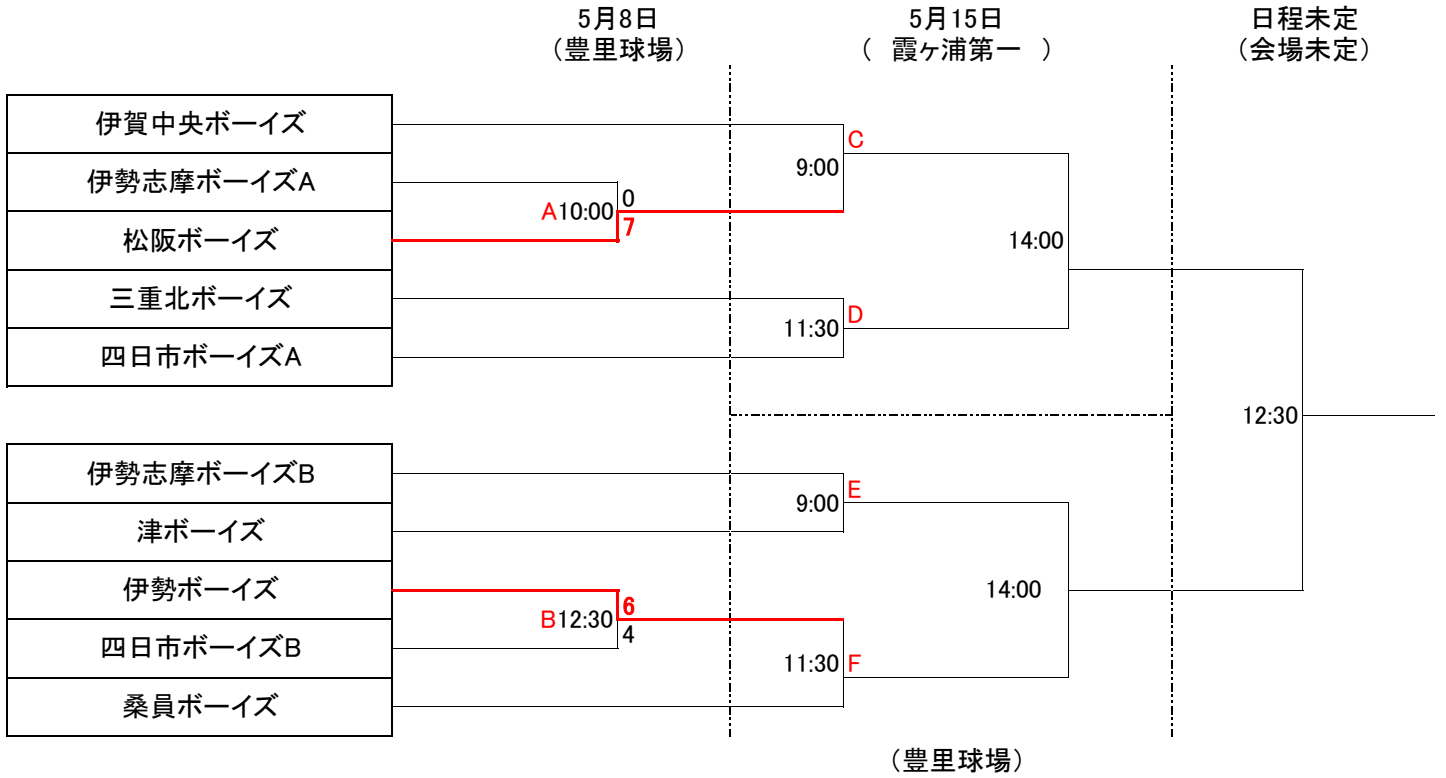 5月8日
(豊里球場)
5月15日
( 霞ヶ浦第一 )
日程未定
(会場未定)
伊賀中央ボーイズ
伊勢志摩ボーイズA
松阪ボーイズ
三重北ボーイズ
四日市ボーイズA
C
9:00
0
A10:00
7
14:00
D
11:30
12:30
伊勢志摩ボーイズB
津ボーイズ
伊勢ボーイズ
四日市ボーイズB
桑員ボーイズ
E
9:00
6
B12:30
4
14:00
11:30
F
(豊里球場)